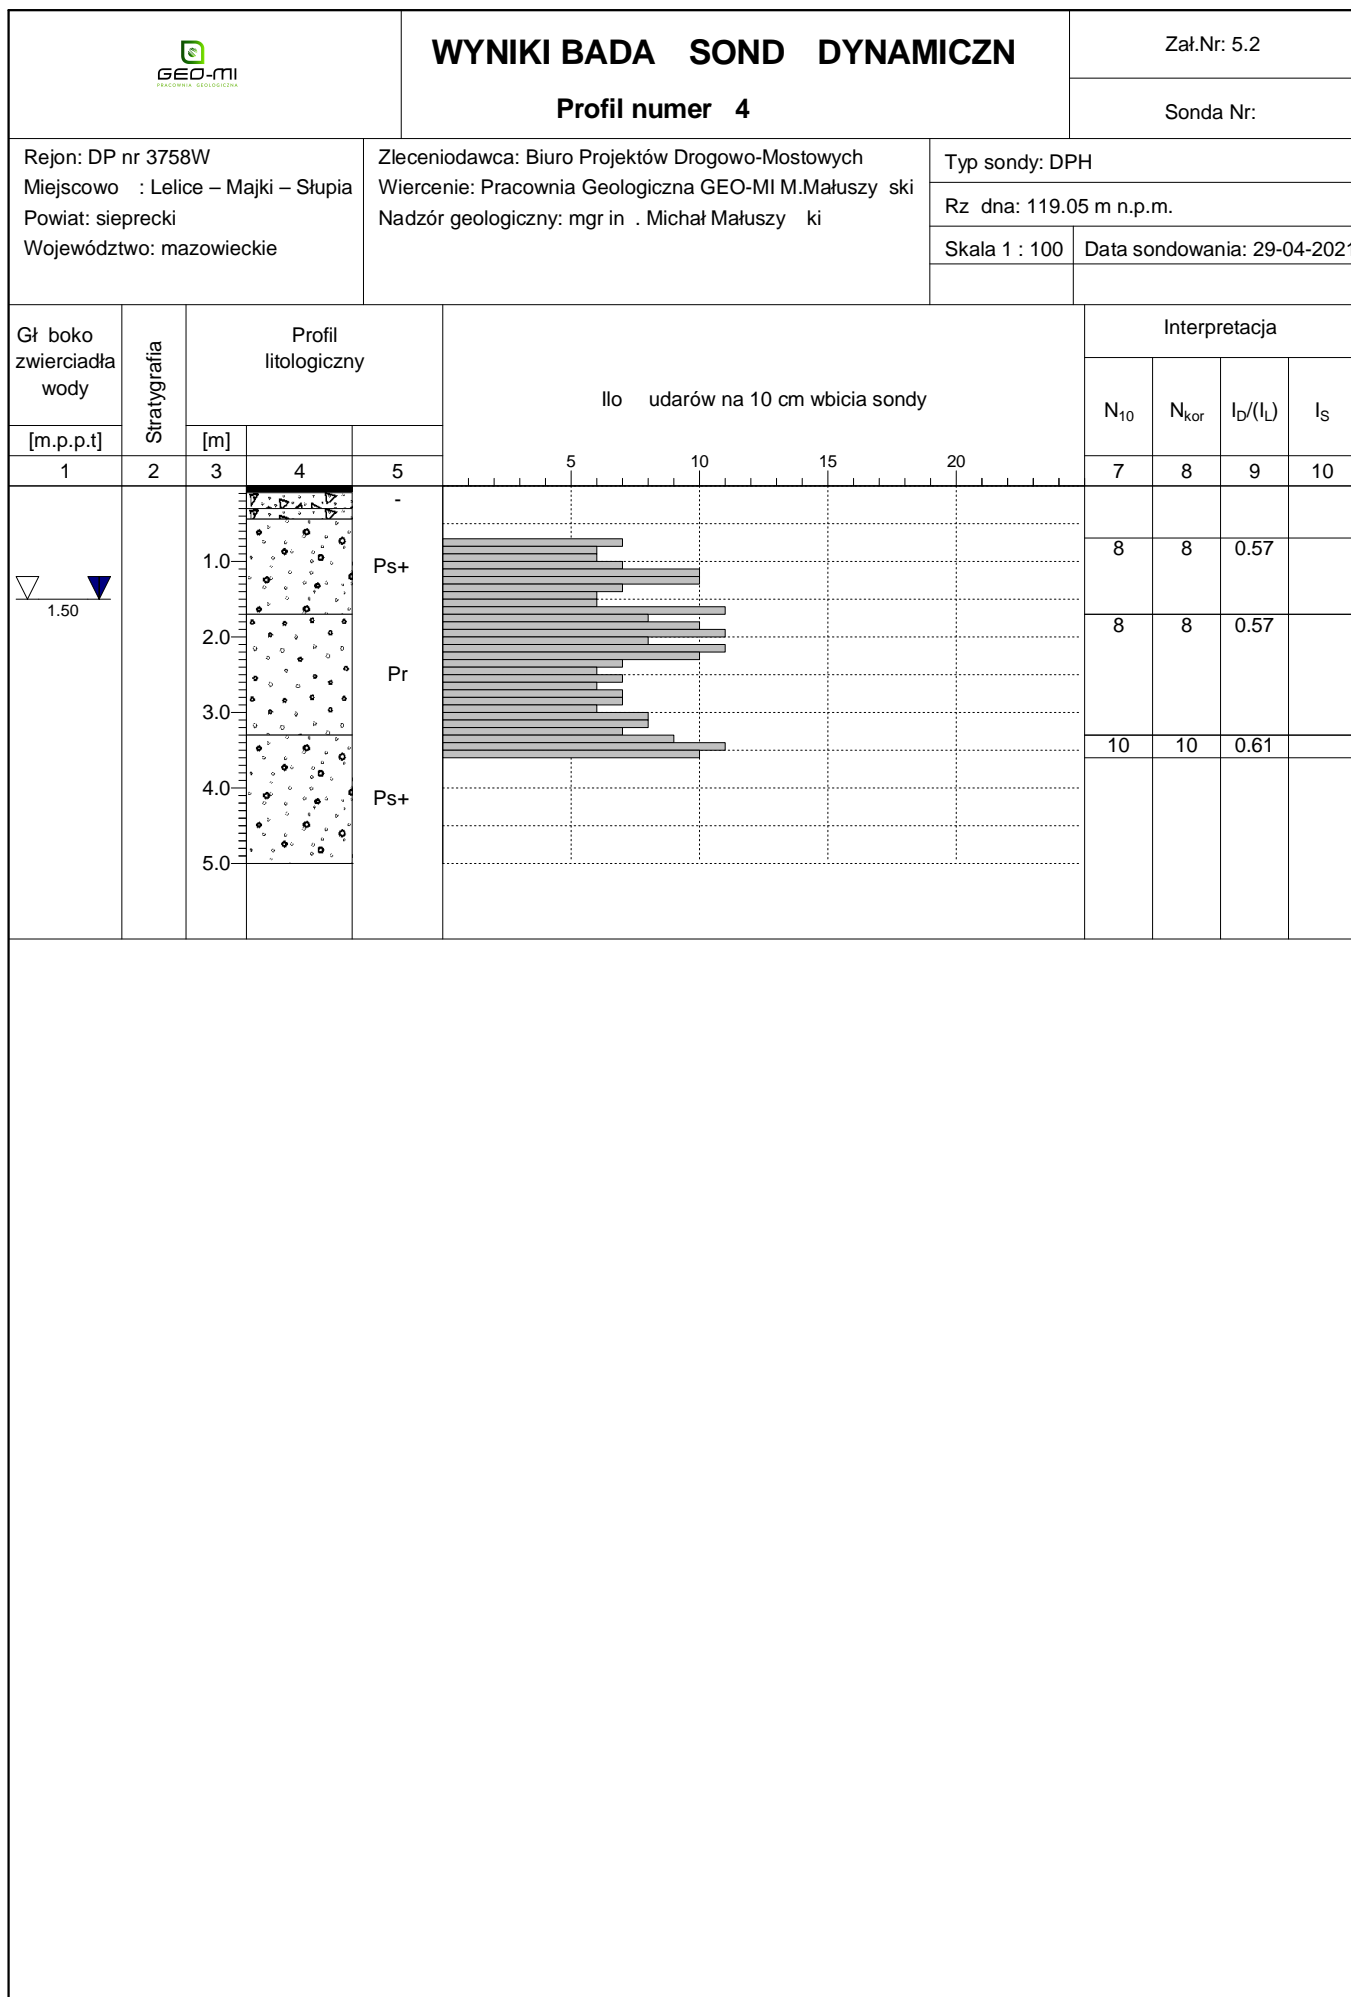 GEO-MI
PRACOWNIA GEOLOGICZNA
WYNIKI BADA SOND DYNAMICZN
Profil numer 4
Zał.Nr: 5.2
Sonda Nr:
Rejon: DP nr 3758W
Miejscowo : Lelice – Majki – Słupia
Powiat: sieprecki
Województwo: mazowieckie
Zleceniodawca: Biuro Projektów Drogowo-Mostowych
Wiercenie: Pracownia Geologiczna GEO-MI M.Małuszy ski
Nadzór geologiczny: mgr in . Michał Małuszy ki
Typ sondy: DPH
Rz dna: 119.05 m n.p.m.
Skala 1 : 100
Data sondowania: 29-04-2021
Gł boko
zwierciadła
wody
[m.p.p.t]
Stratygrafia
Profil
litologiczny
[m]
Ilo udarów na 10 cm wbicia sondy
Interpretacja
N10 Nkor ID/(IL) IS
1 2 3 4 5
5 10 15 20
7 8 9 10
-
1.0
Ps+
8 8 0.57
1.50
2.0
8 8 0.57
Pr
3.0
10 10 0.61
4.0
Ps+
5.0